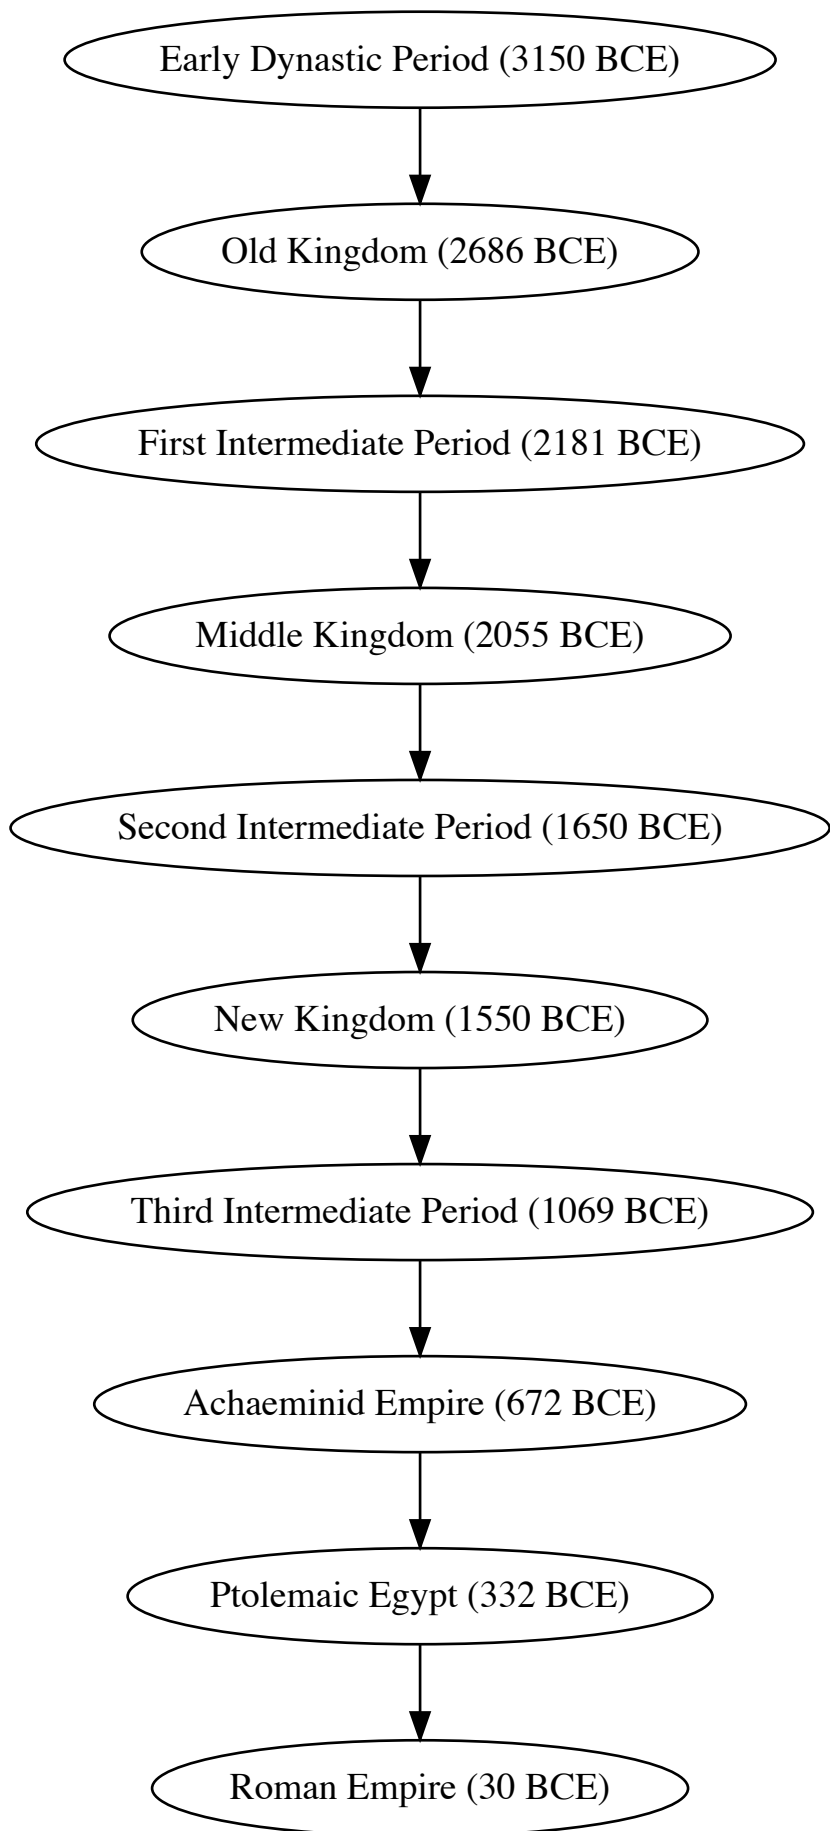 Early Dynastic Period (3150 BCE)
Old Kingdom (2686 BCE)
First Intermediate Period (2181 BCE)
Middle Kingdom (2055 BCE)
Second Intermediate Period (1650 BCE)
New Kingdom (1550 BCE)
Third Intermediate Period (1069 BCE)
Achaeminid Empire (672 BCE)
Ptolemaic Egypt (332 BCE)
Roman Empire (30 BCE)